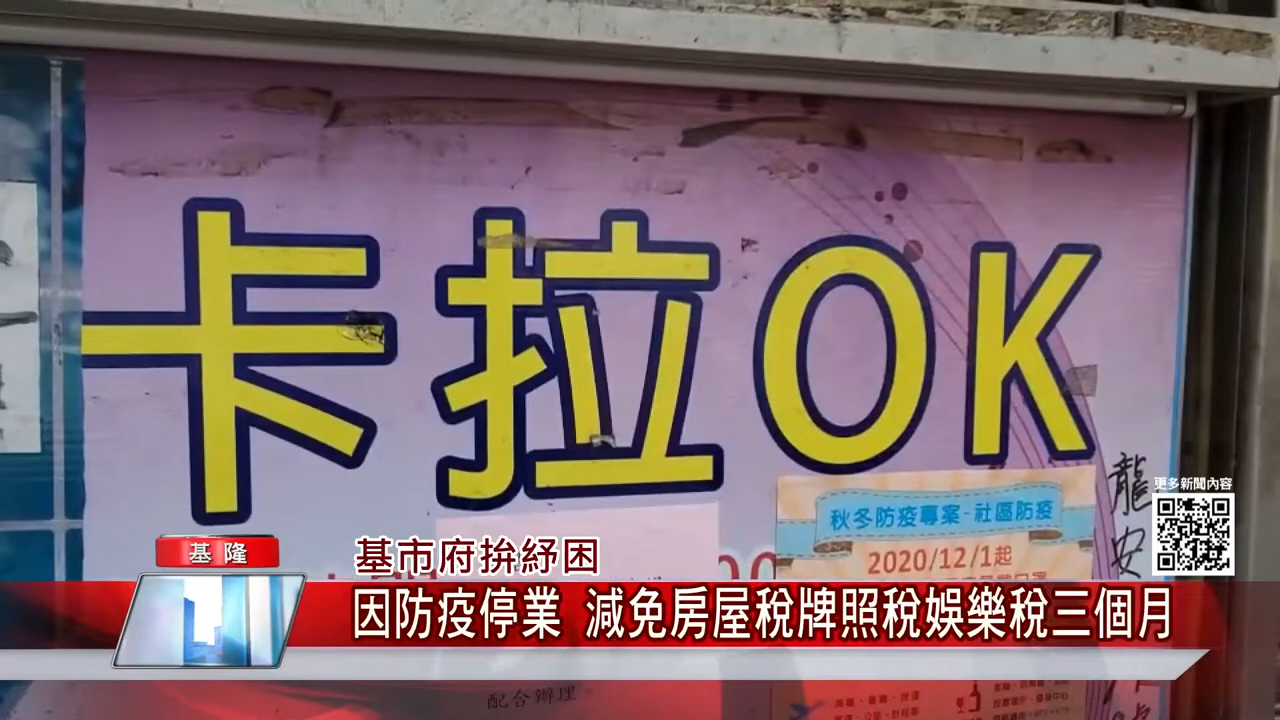 卡拉OK
龍安
更多新聞內容
秋冬防疫專案-社區防疫
2020/12/1起
基隆
基市府拚紓困
因防疫停業 減免房屋稅牌照稅娛樂稅三個月
配合辦理